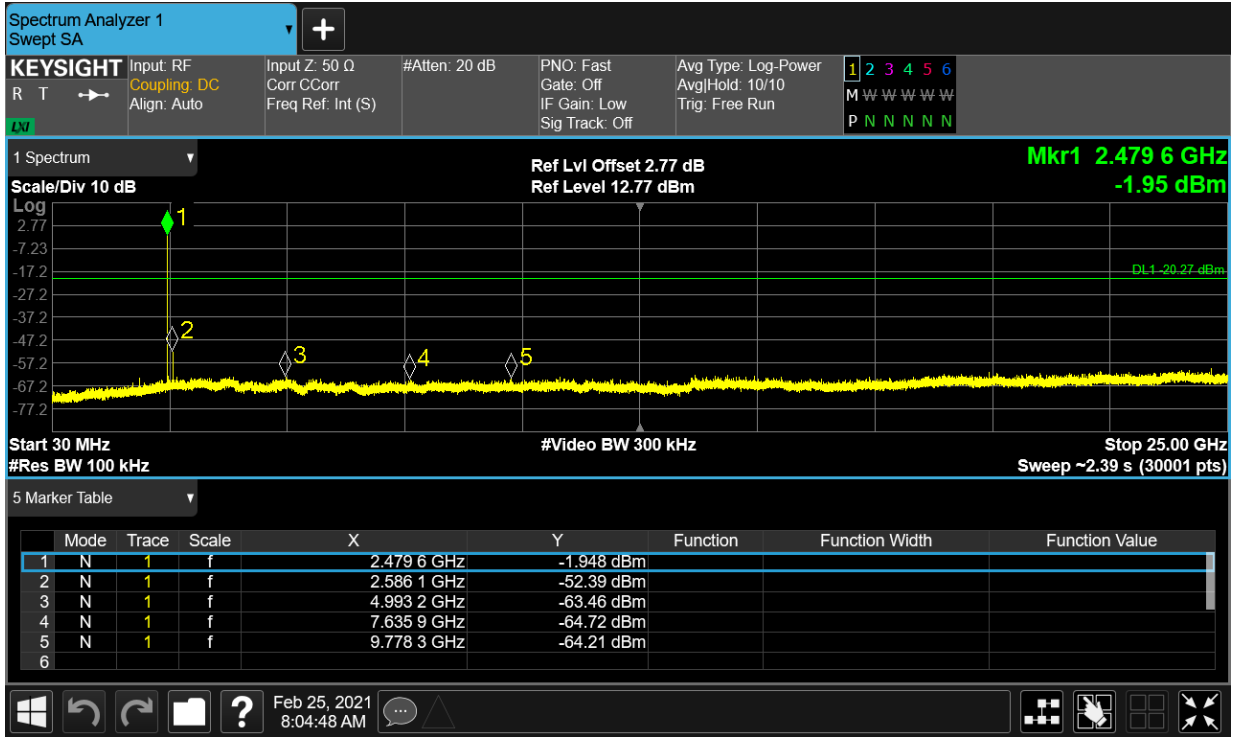 Spectrum Analyzer 1
Swept SA
+
KEYSIGHT
R T
LXI
Input: RF
Coupling: DC
Align: Auto
Input Z: 50 Ω
Corr CCorr
Freq Ref: Int (S)
#Atten: 20 dB
PNO: Fast
Gate: Off
IF Gain: Low
Sig Track: Off
Avg Type: Log-Power
Avg|Hold: 10/10
Trig: Free Run
1 2 3 4 5 6
M W W W W W
P N N N N N
1 Spectrum
Scale/Div 10 dB
Ref Lvl Offset 2.77 dB
Ref Level 12.77 dBm
Mkr1 2.479 6 GHz
-1.95 dBm
Log
2.77
-7.23
-17.2
-27.2
-37.2
-47.2
-57.2
-67.2
-77.2
1
2
3
4
5
DL1 -20.27 dBm
Start 30 MHz
#Video BW 300 kHz
Stop 25.00 GHz
#Res BW 100 kHz
Sweep ~2.39 s (30001 pts)
5 Marker Table
Mode Trace Scale X Y Function Function Width Function Value
1 N 1 f 2.479 6 GHz -1.948 dBm
2 N 1 f 2.586 1 GHz -52.39 dBm
3 N 1 f 4.993 2 GHz -63.46 dBm
4 N 1 f 7.635 9 GHz -64.72 dBm
5 N 1 f 9.778 3 GHz -64.21 dBm
6
?
Feb 25, 2021
8:04:48 AM